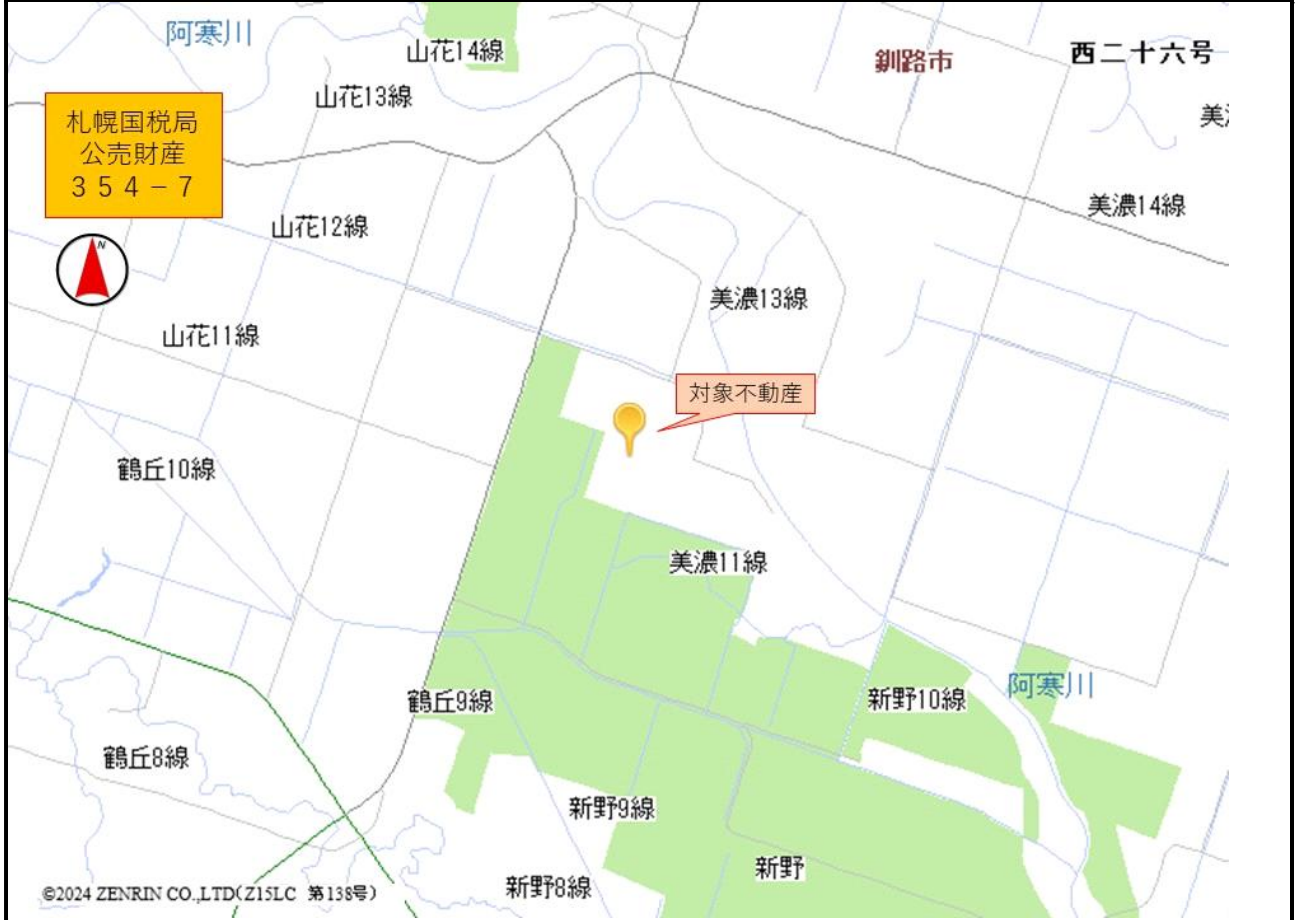 阿寒川
山花14線
釧路市
西二十六号
山花13線
札幌国税局
公売財産
３５４－７
美
美濃14線
山花12線
N
美濃13線
山花11線
対象不動産
鶴丘10線
美濃11線
阿寒川
鶴丘9線
新野10線
鶴丘8線
新野9線
新野
新野8線
©2024 ZENRIN CO.,LTD(Z15LC 第138号)